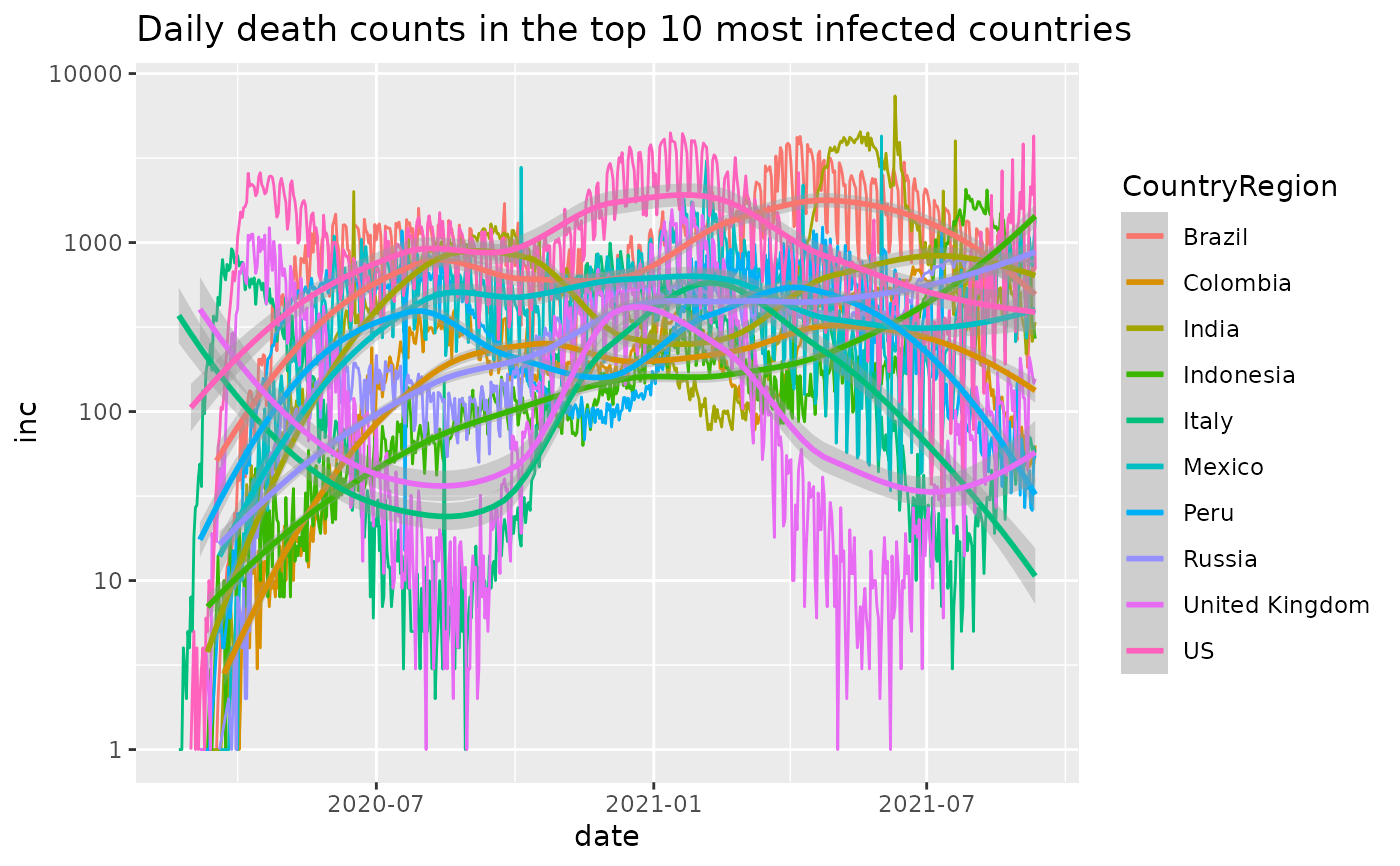 Daily death counts in the top 10 most infected countries
10000
1000
100
10
1
inc
2020-07
2021-01
2021-07
date
CountryRegion
Brazil
Colombia
India
Indonesia
Italy
Mexico
Peru
Russia
United Kingdom
US